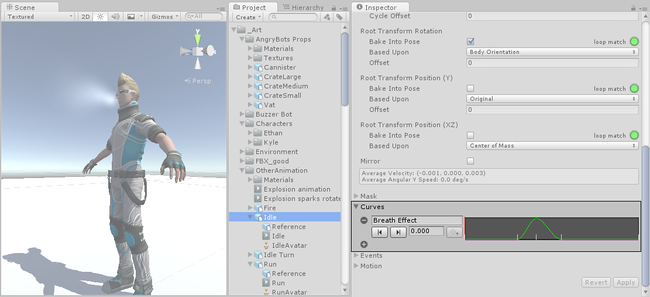 Scene
Textured
2D
Gizmos
All
y
Persp
Project
Hierarchy
Create
_Art
AngryBots Props
Materials
Textures
Cannister
CrateLarge
CrateMedium
CrateSmall
Vat
Buzzer Bot
Characters
Ethan
Kyle
Environment
FBX_good
OtherAnimation
Materials
Explosion animation
Explosion sparks rotate
Fire
Idle
Reference
Idle
IdleAvatar
Idle Turn
Run
Reference
Run
RunAvatar
Inspector
Cycle Offset 0
Root Transform Rotation
Bake Into Pose loop match
Based Upon Body Orientation
Offset 0
Root Transform Position (Y)
Bake Into Pose loop match
Based Upon Original
Offset 0
Root Transform Position (XZ)
Bake Into Pose loop match
Based Upon Center of Mass
Mirror
Average Velocity: (-0.001, 0.000, 0.003)
Average Angular Y Speed: 0.0 deg/s
Mask
Curves
Breath Effect
0.000
Events
Motion
Revert Apply